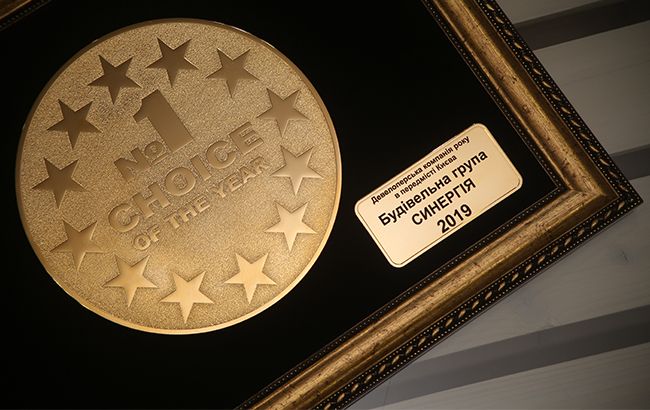 №1
CHOICE
OF THE YEAR
Девелоперська компанія року
в передмісті Києва
Будівельна група
СИНЕРГІЯ
2019